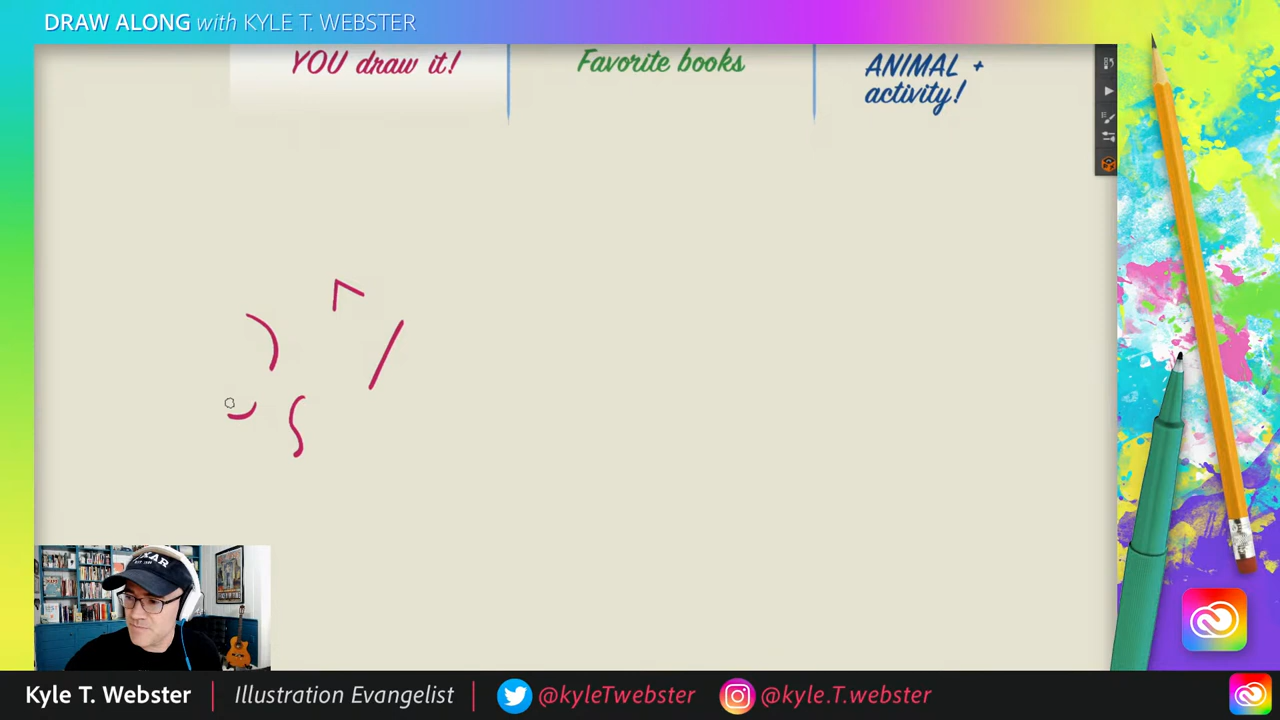 DRAW ALONG with KYLE T. WEBSTER
YOU draw it!
Favorite books
ANIMAL +
activity!
Kyle T. Webster | Illustration Evangelist | @kyleTwebster @kyle.T.webster